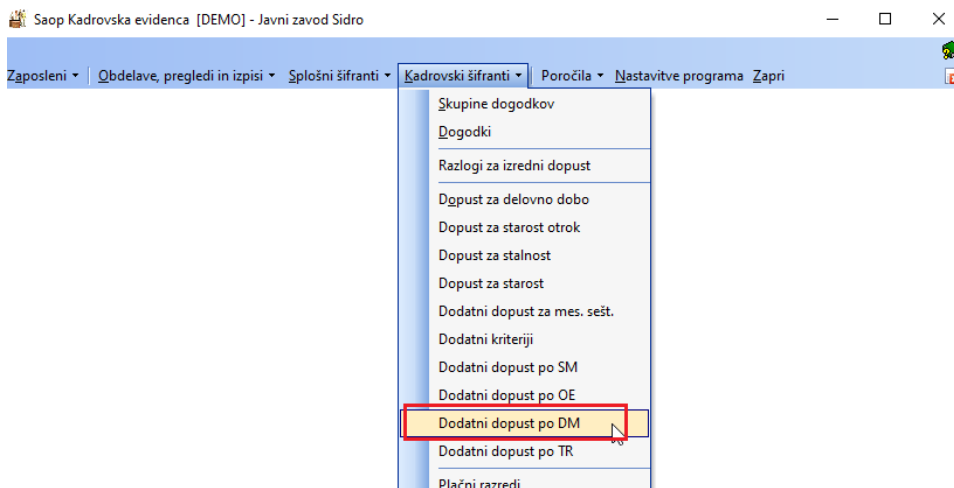 Saop Kadrovska evidenca [DEMO] - Javni zavod Sidro
Zaposleni Obdelave, pregledi in izpisi Splošni šifranti Kadrovski šifranti Poročila Nastavitve programa Zapri
Skupine dogodkov
Dogodki
Razlogi za izredni dopust
Dopust za delovno dobo
Dopust za starost otrok
Dopust za stalnost
Dopust za starost
Dodatni dopust za mes. sešt.
Dodatni kriteriji
Dodatni dopust po SM
Dodatni dopust po OE
Dodatni dopust po DM
Dodatni dopust po TR
Plačni razredi